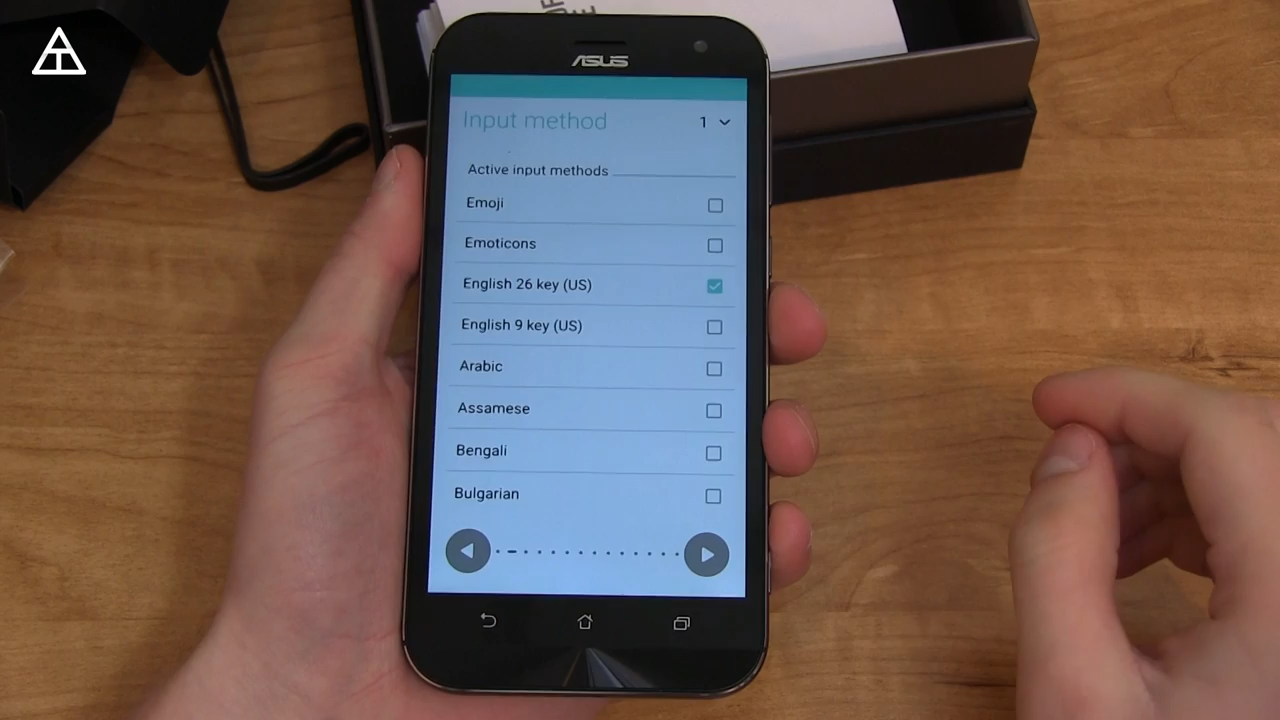 ASUS
Input method
1
Active input methods
Emoji
Emoticons
English 26 key (US)
English 9 key (US)
Arabic
Assamese
Bengali
Bulgarian